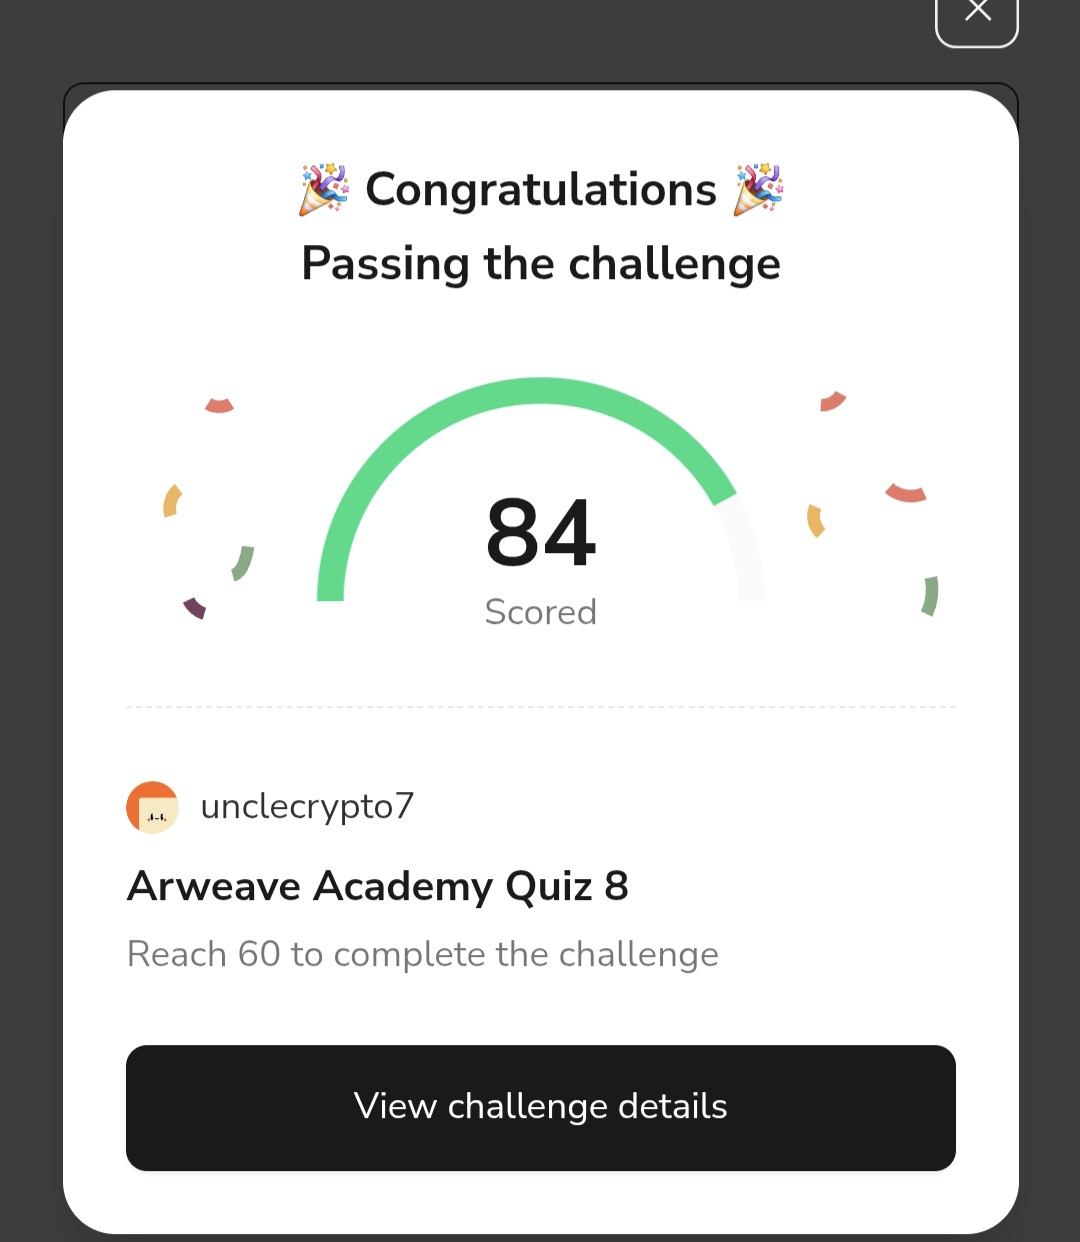 🎉 Congratulations 🎉
Passing the challenge
84
Scored
unclecrypto7
Arweave Academy Quiz 8
Reach 60 to complete the challenge
View challenge details